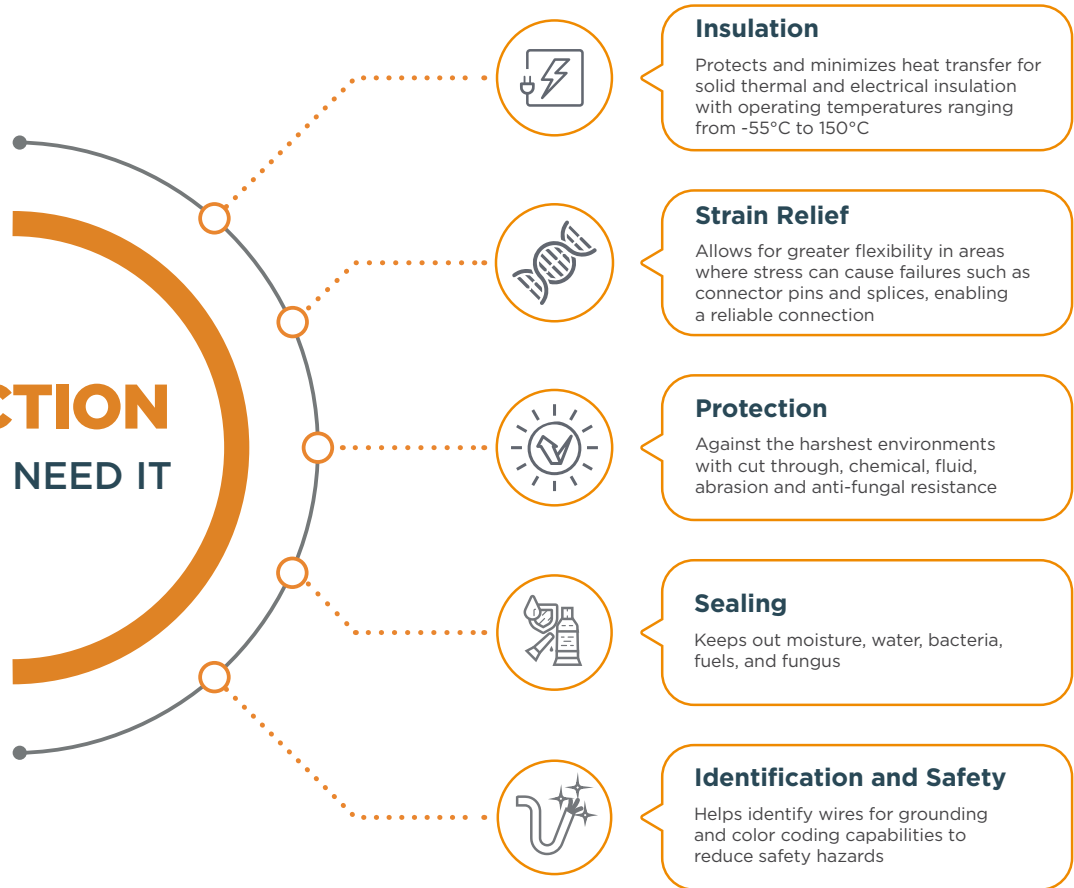 CTION
NEED IT
Insulation
Protects and minimizes heat transfer for
solid thermal and electrical insulation
with operating temperatures ranging
from -55°C to 150°C
Strain Relief
Allows for greater flexibility in areas
where stress can cause failures such as
connector pins and splices, enabling
a reliable connection
Protection
Against the harshest environments
with cut through, chemical, fluid,
abrasion and anti-fungal resistance
Sealing
Keeps out moisture, water, bacteria,
fuels, and fungus
Identification and Safety
Helps identify wires for grounding
and color coding capabilities to
reduce safety hazards